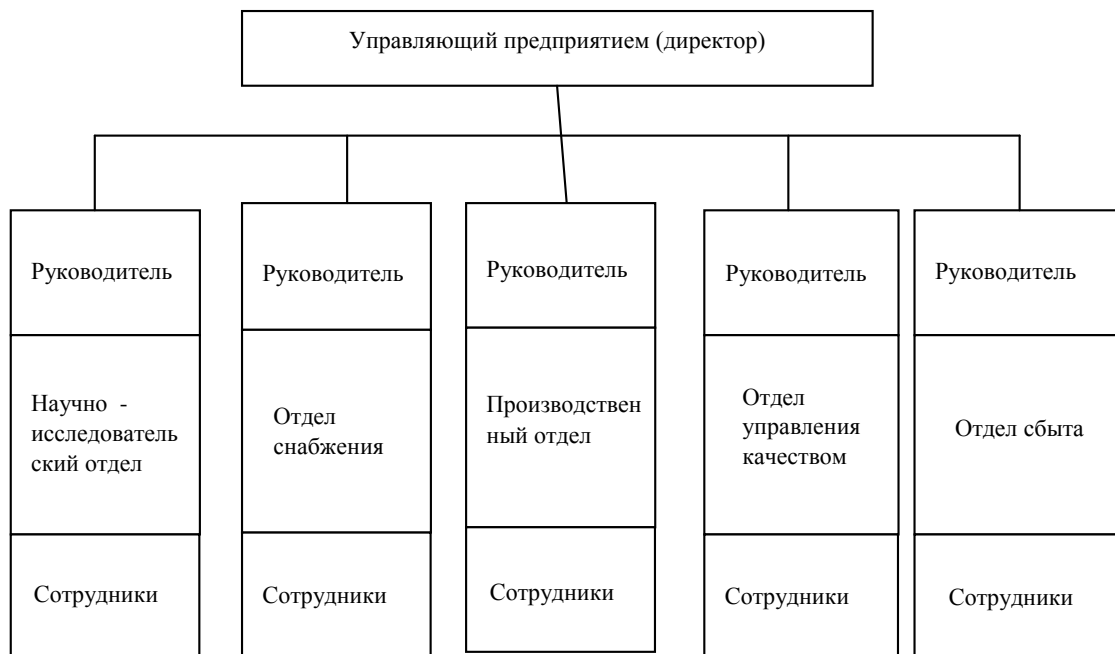 Управляющий предприятием (директор)
Руководитель
Руководитель
Руководитель
Руководитель
Руководитель
Научно -
исследователь
ский отдел
Отдел
снабжения
Производствен
ный отдел
Отдел
управления
качеством
Отдел сбыта
Сотрудники
Сотрудники
Сотрудники
Сотрудники
Сотрудники